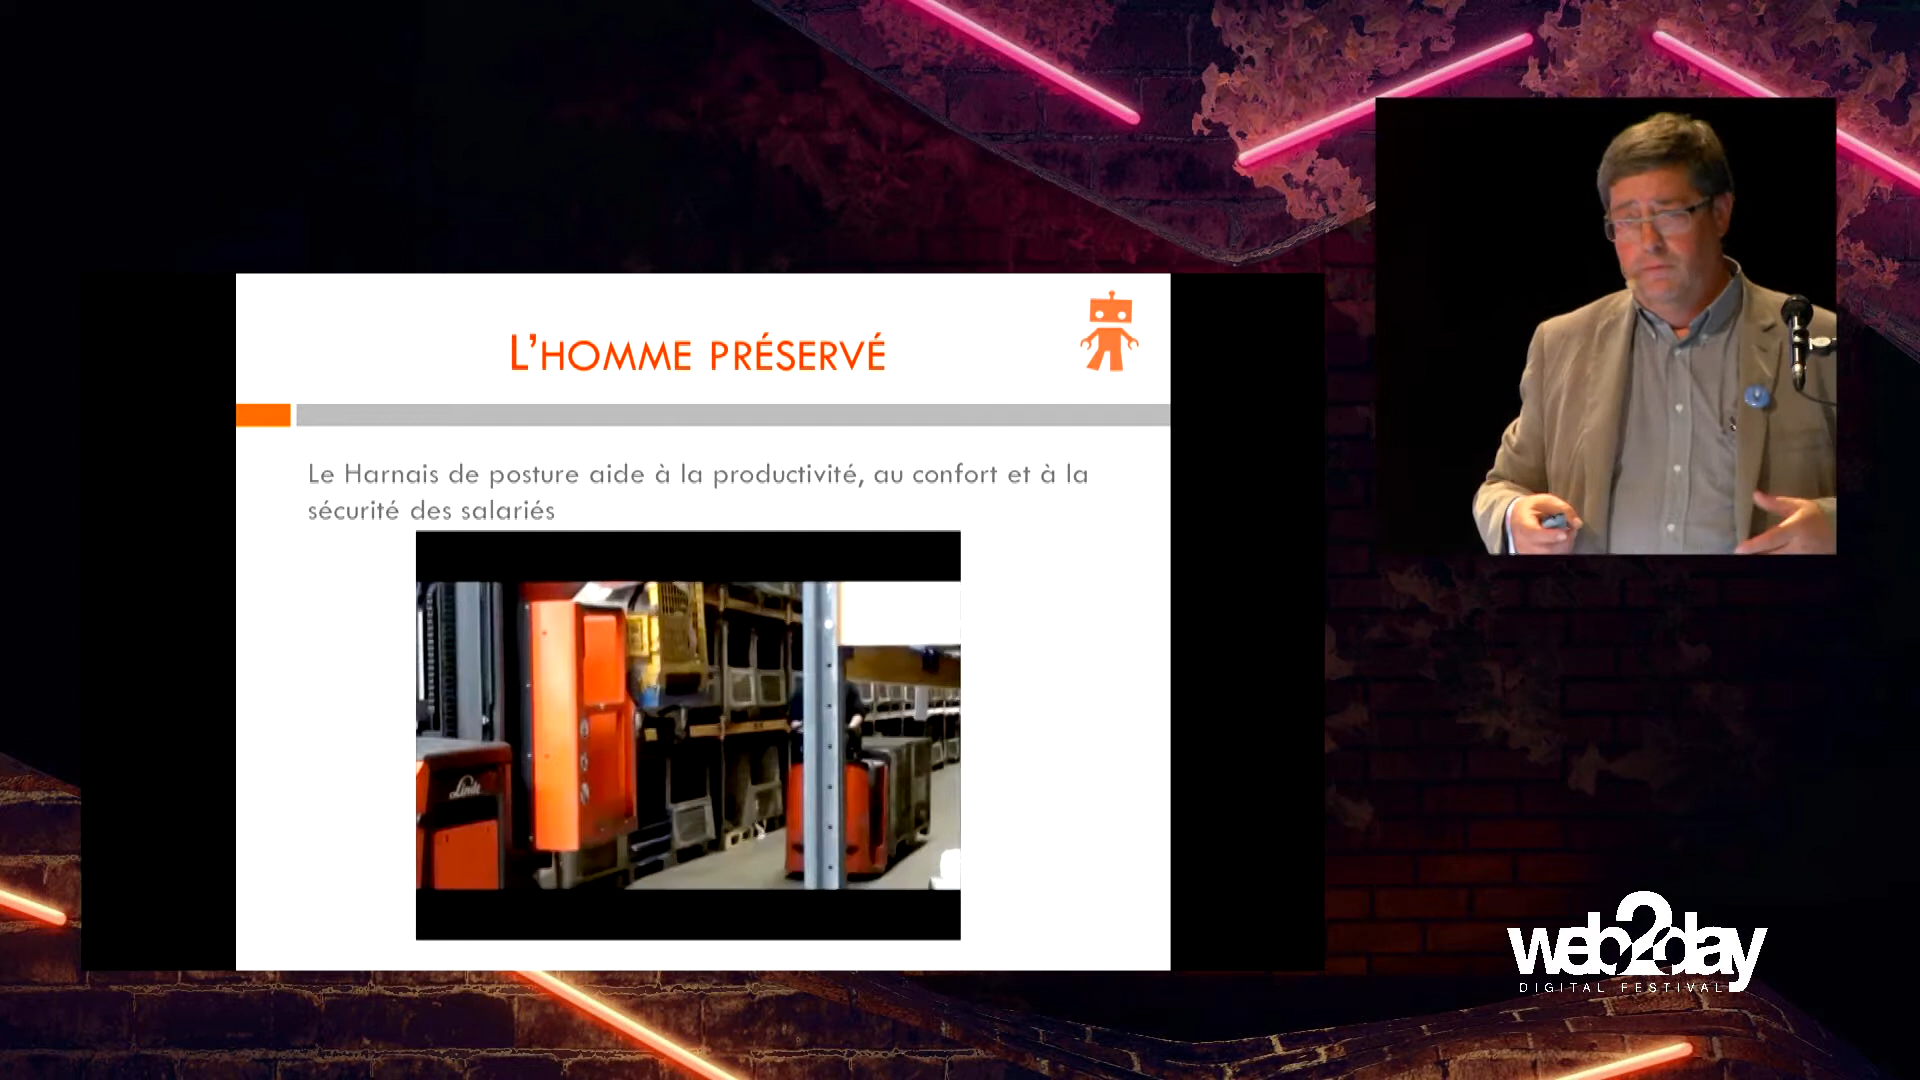 L'HOMME PRÉSERVÉ
Le Harnais de posture aide à la productivité, au confort et à la
sécurité des salariés
Linde
web2day
DIGITAL FESTIVAL